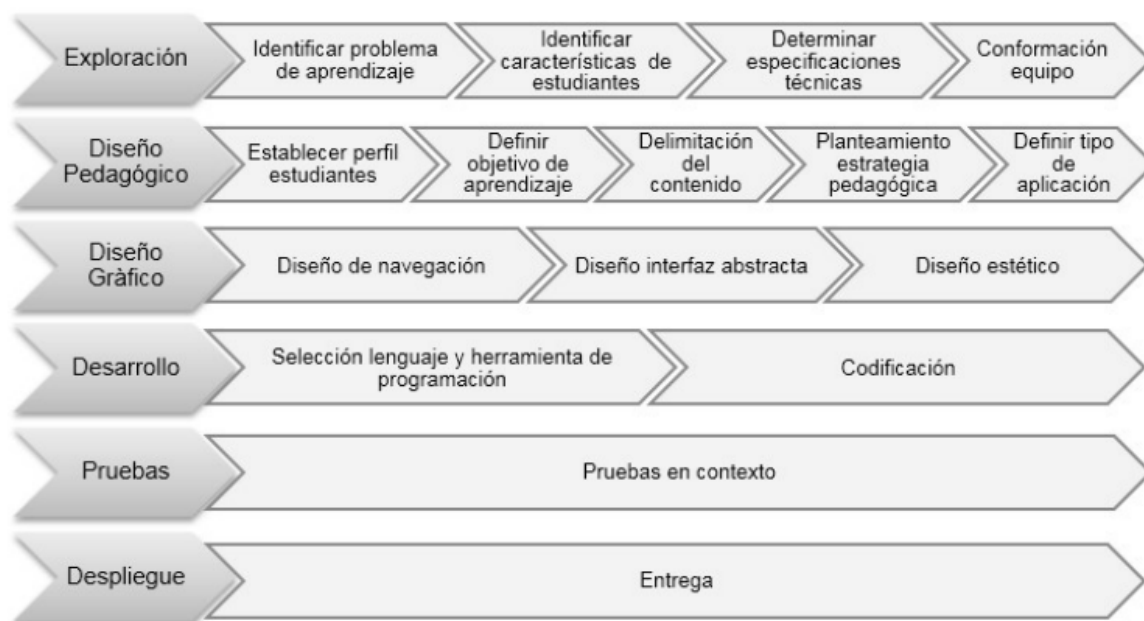 Exploración
Identificar problema
de aprendizaje
Identificar
características de
estudiantes
Determinar
especificaciones
técnicas
Conformación
equipo
Diseño
Pedagógico
Establecer perfil
estudiantes
Definir
objetivo de
aprendizaje
Delimitación
del
contenido
Planteamiento
estrategia
pedagógica
Definir tipo
de
aplicación
Diseño
Gràfico
Diseño de navegación
Diseño interfaz abstracta
Diseño estético
Desarrollo
Selección lenguaje y herramienta de
programación
Codificación
Pruebas
Pruebas en contexto
Despliegue
Entrega